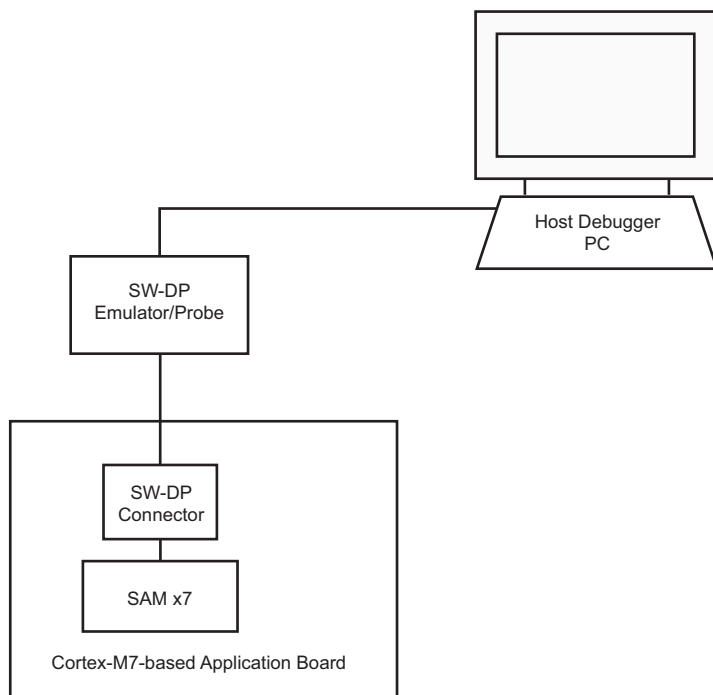 Host Debugger
PC
SW-DP
Emulator/Probe
SW-DP
Connector
SAM x7
Cortex-M7-based Application Board